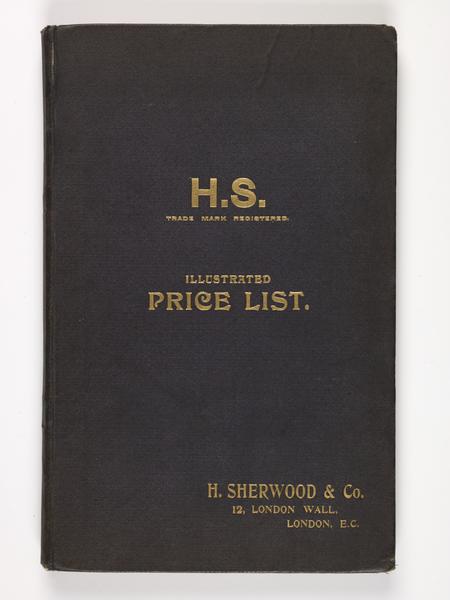 H.S.
TRADE MARK REGISTERED.
ILLUSTRATED
PRICE LIST.
H. SHERWOOD & Co.
12, LONDON WALL,
LONDON, E.C.